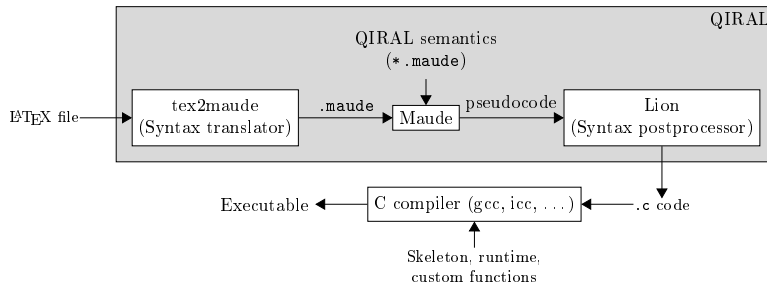 QIRAL
QIRAL semantics
(*.maude)
LATEX file
tex2maude
(Syntax translator)
.maude
Maude
pseudocode
Lion
(Syntax postprocessor)
Executable
C compiler (gcc, icc, ...)
.c code
Skeleton, runtime,
custom functions